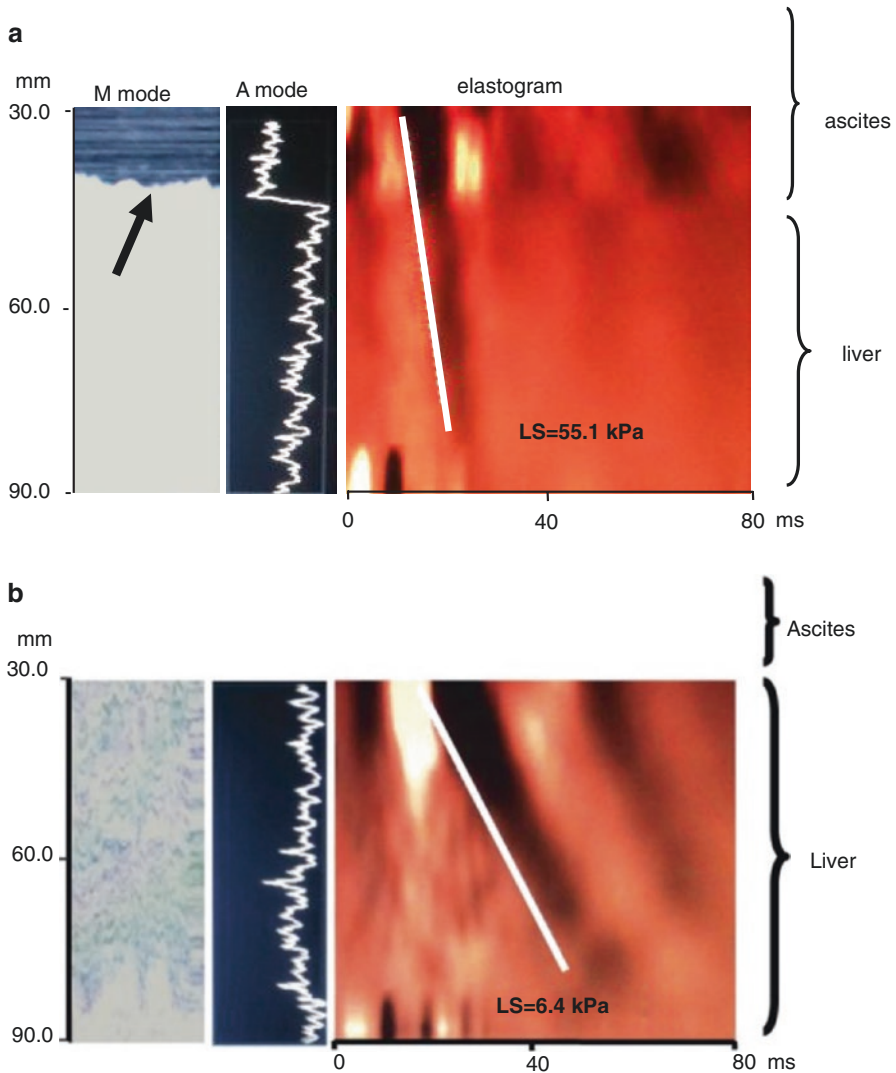 a
mm
M mode
A mode
elastogram
30.0
ascites
60.0
liver
LS=55.1 kPa
90.0
0
40
80
ms
b
mm
Ascites
30.0
60.0
Liver
LS=6.4 kPa
90.0
0
40
80
ms